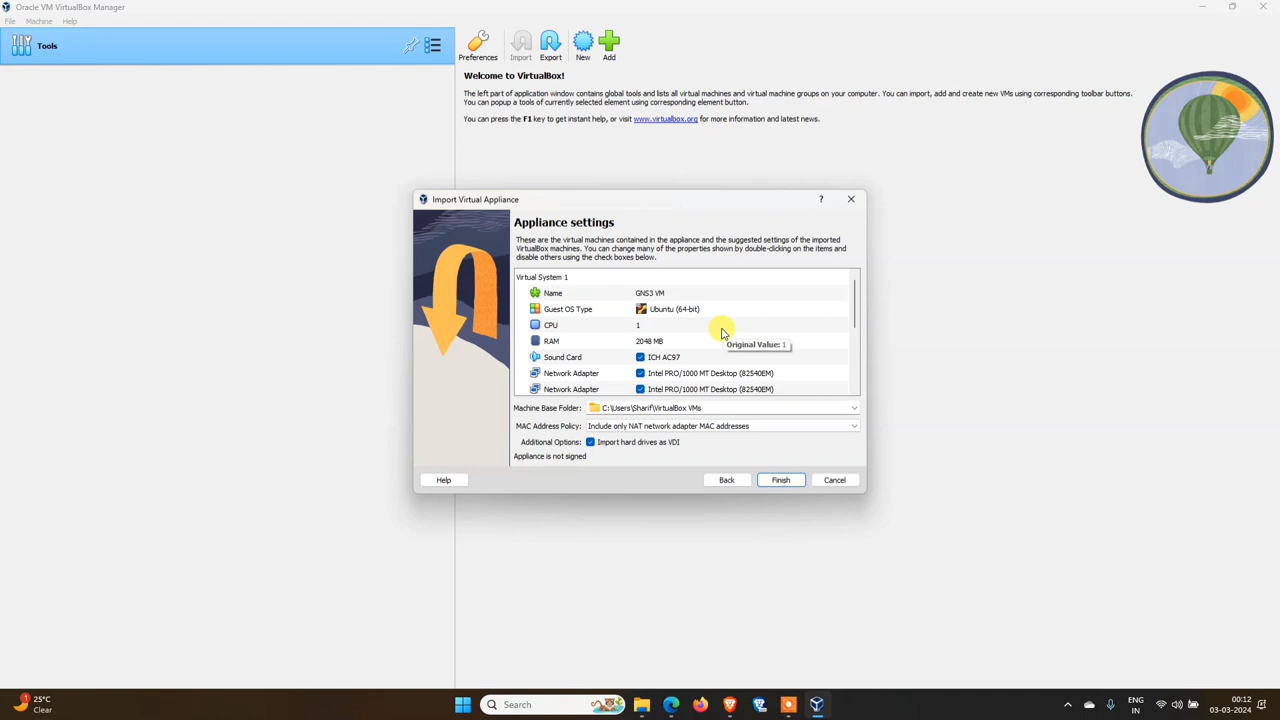 Oracle VM VirtualBox Manager
File Machine Help
Tools
Preferences Import Export New Add
Welcome to VirtualBox!
The left part of application window contains global tools and lists all virtual machines and virtual machine groups on your computer. You can import, add and create new VMs using corresponding toolbar buttons.
You can popup a tools of currently selected element using corresponding element button.
You can press the F1 key to get instant help, or visit www.virtualbox.org for more information and latest news.
Import Virtual Appliance
?
Appliance settings
These are the virtual machines contained in the appliance and the suggested settings of the imported
VirtualBox machines. You can change many of the properties shown by double-clicking on the items and
disable others using the check boxes below.
Virtual System 1
Name GNS3 VM
Guest OS Type Ubuntu (64-bit)
CPU 1
RAM 2048 MB
Original Value: 1
Sound Card ICH AC97
Network Adapter Intel PRO/1000 MT Desktop (82540EM)
Network Adapter Intel PRO/1000 MT Desktop (82540EM)
Machine Base Folder: C:\Users\Sharif\VirtualBox VMs
MAC Address Policy: Include only NAT network adapter MAC addresses
Additional Options: Import hard drives as VDI
Appliance is not signed
Help Back Finish Cancel
1
25°C
Clear
Search
ENG
IN
00:12
03-03-2024